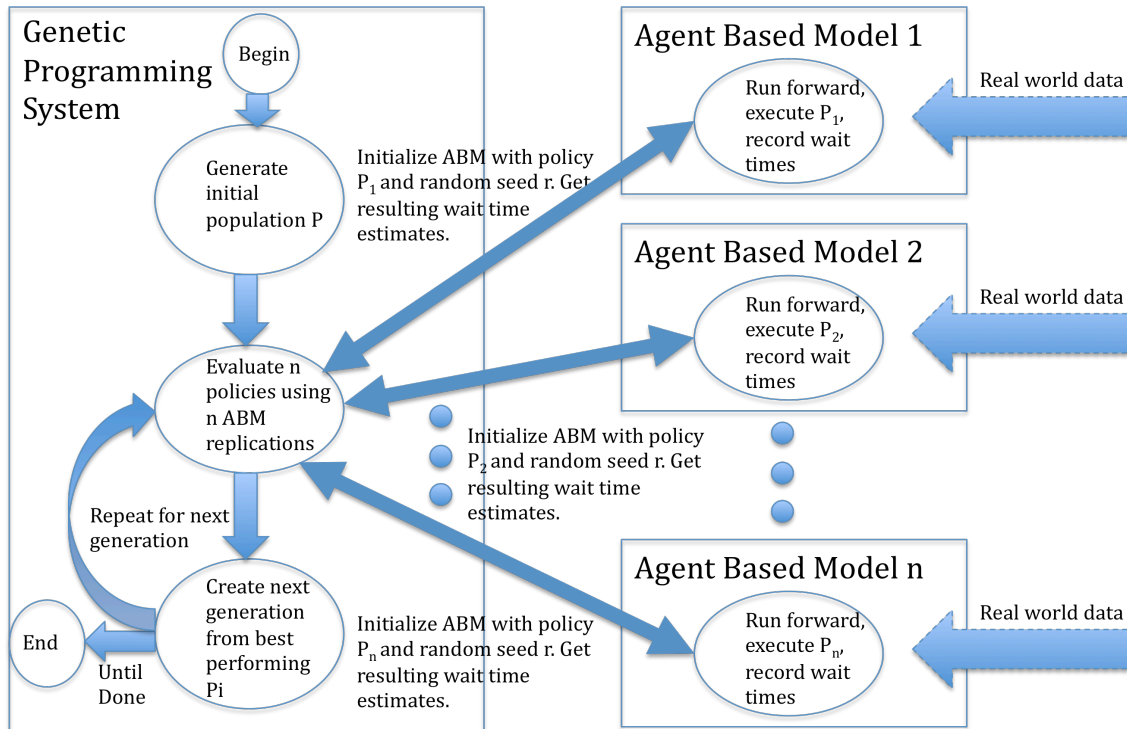 Genetic
Programming
System
Begin
Generate
initial
population P
Initialize ABM with policy
P₁ and random seed r. Get
resulting wait time
estimates.
Evaluate n
policies using
n ABM
replications
Initialize ABM with policy
P₂ and random seed r. Get
resulting wait time
estimates.
Repeat for next
generation
Create next
generation
from best
performing
Pi
Initialize ABM with policy
Pₙ and random seed r. Get
resulting wait time
estimates.
End
Until
Done
Agent Based Model 1
Run forward,
execute P₁,
record wait
times
Real world data
Agent Based Model 2
Run forward,
execute P₂,
record wait
times
Real world data
Agent Based Model n
Run forward,
execute Pₙ,
record wait
times
Real world data